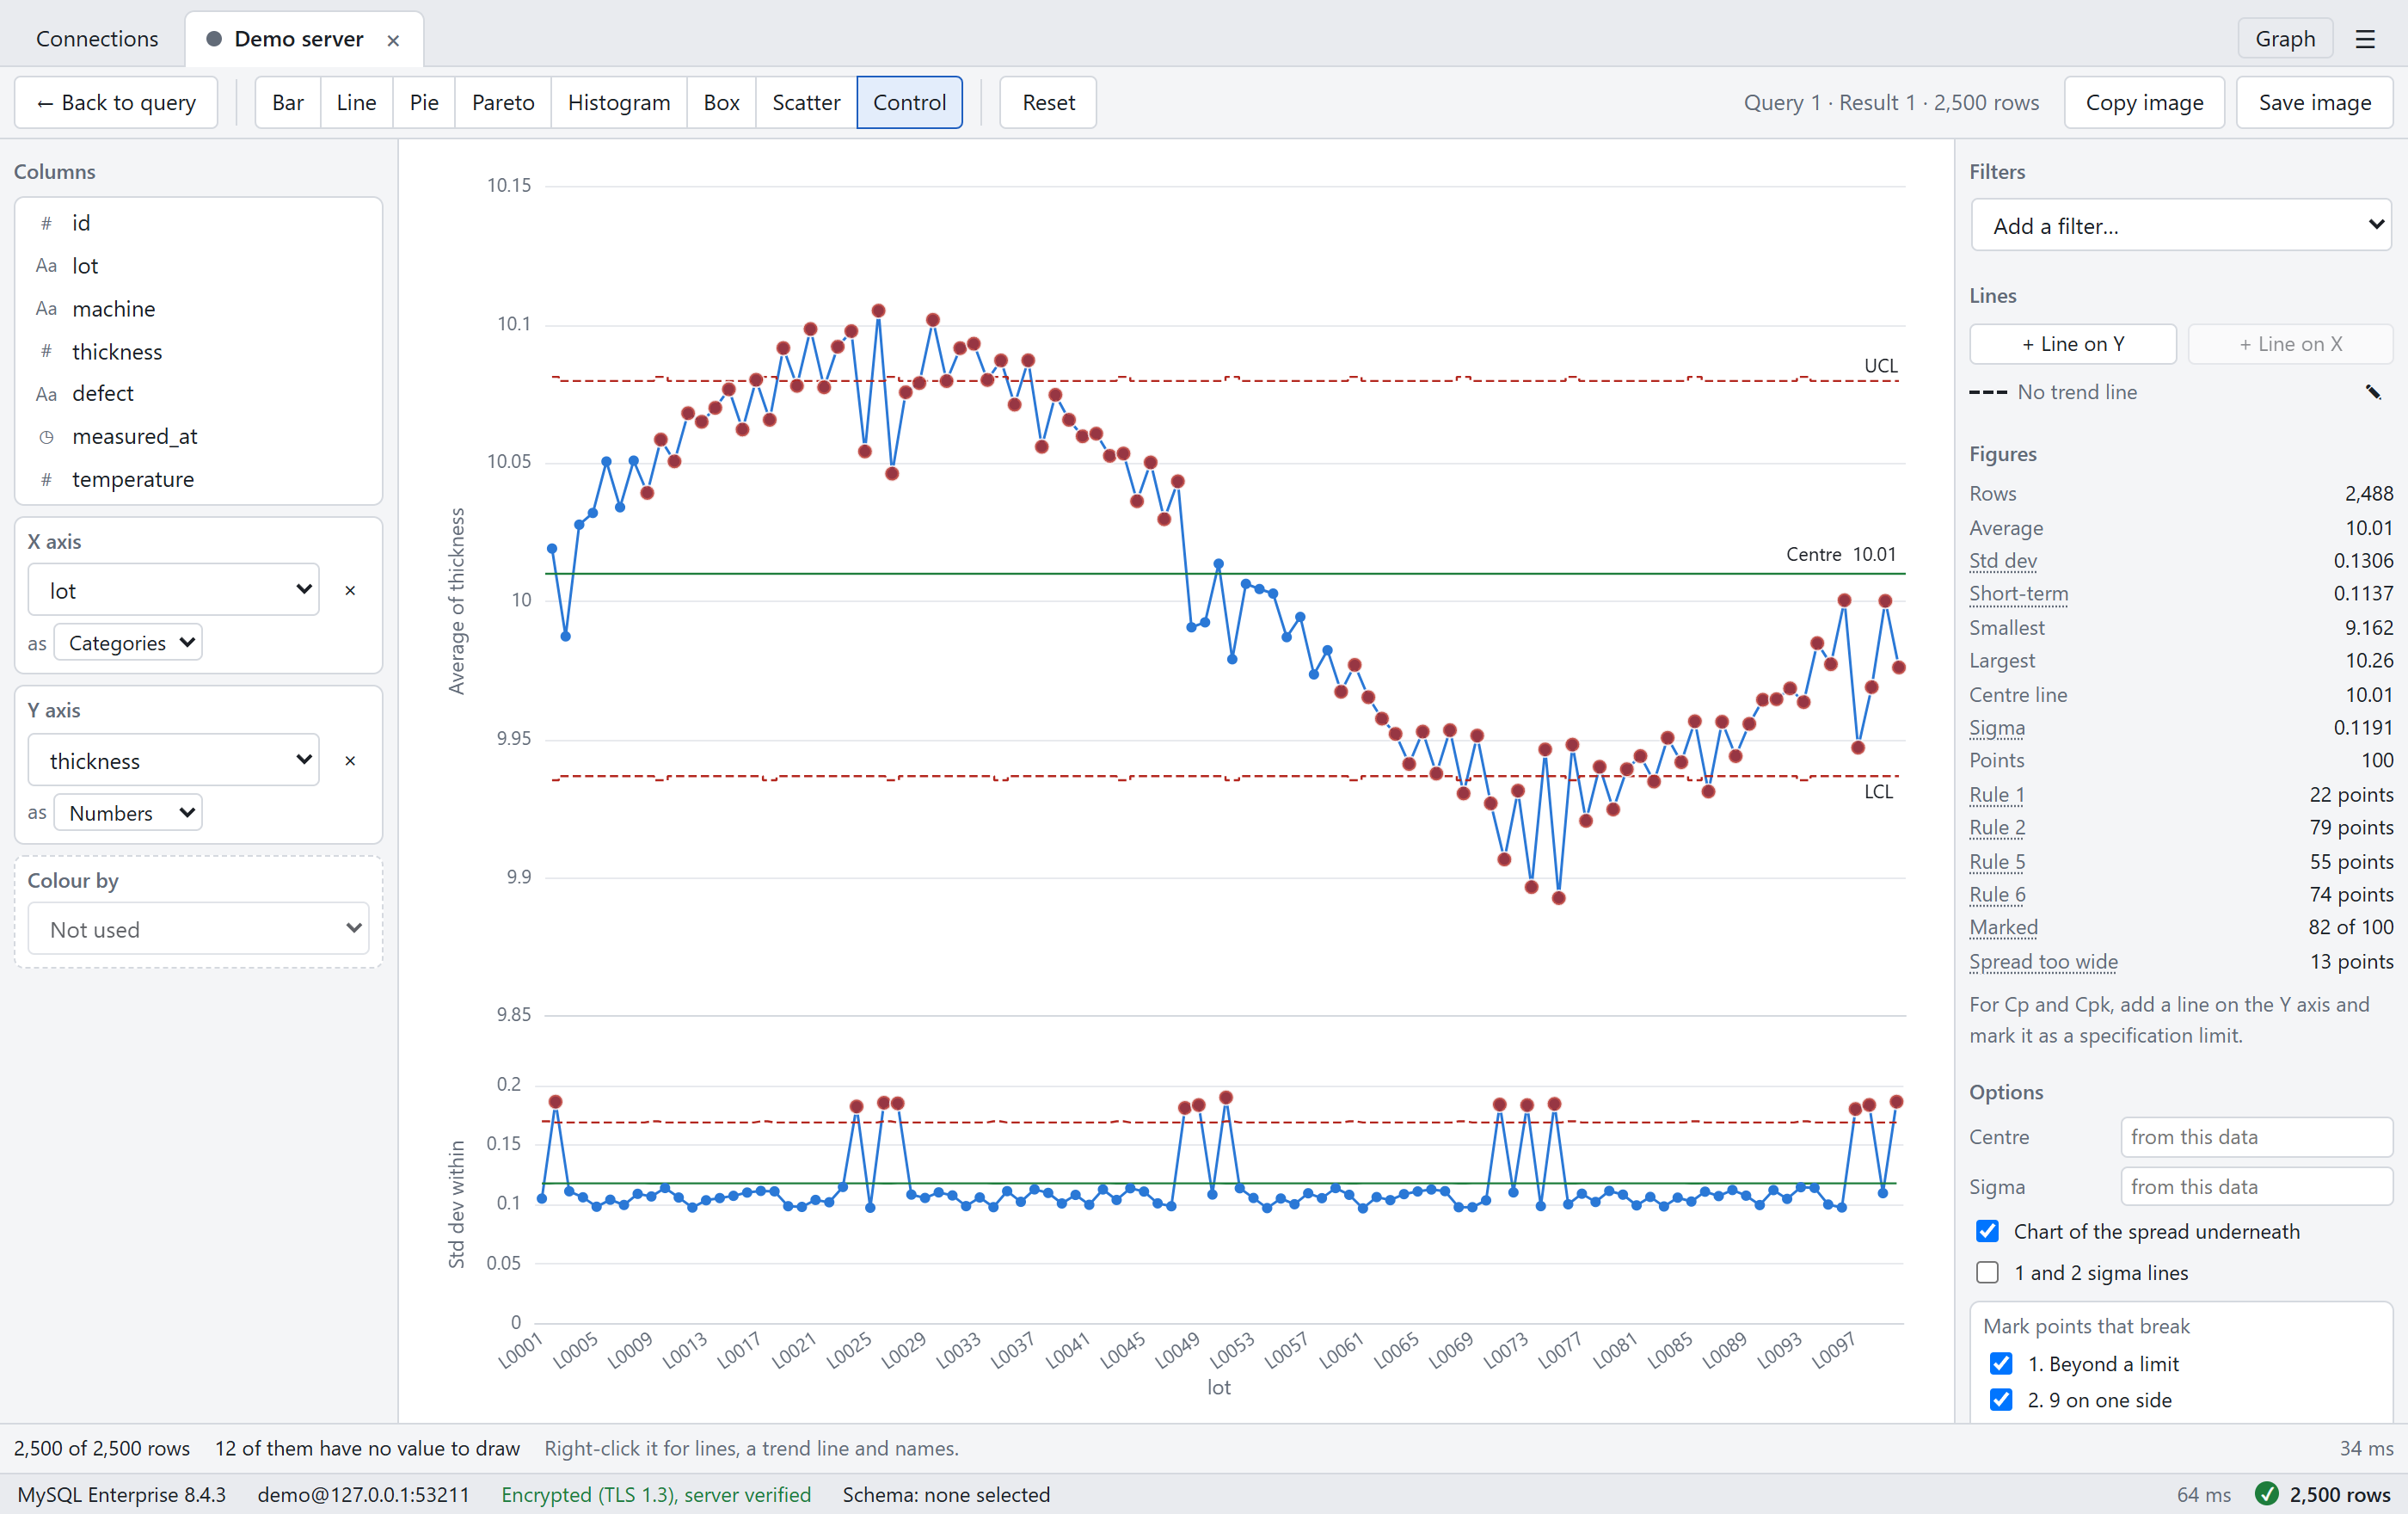 Connections
Demo server ×
Graph
← Back to query
Bar
Line
Pie
Pareto
Histogram
Box
Scatter
Control
Reset
Query 1 · Result 1 · 2,500 rows
Copy image
Save image
Columns
# id
Aa lot
Aa machine
# thickness
Aa defect
measured_at
# temperature
X axis
lot ×
as Categories
Y axis
thickness ×
as Numbers
Colour by
Not used
Average of thickness
10.15
10.1
10.05
10
9.95
9.9
9.85
UCL
Centre 10.01
LCL
Std dev within
0.2
0.15
0.1
0.05
0
L0001
L0005
L0009
L0013
L0017
L0021
L0025
L0029
L0033
L0037
L0041
L0045
L0049
L0053
L0057
L0061
L0065
L0069
L0073
L0077
L0081
L0085
L0089
L0093
L0097
lot
Filters
Add a filter...
Lines
+ Line on Y
+ Line on X
No trend line
Figures
Rows 2,488
Average 10.01
Std dev 0.1306
Short-term 0.1137
Smallest 9.162
Largest 10.26
Centre line 10.01
Sigma 0.1191
Points 100
Rule 1 22 points
Rule 2 79 points
Rule 5 55 points
Rule 6 74 points
Marked 82 of 100
Spread too wide 13 points
For Cp and Cpk, add a line on the Y axis and
mark it as a specification limit.
Options
Centre from this data
Sigma from this data
Chart of the spread underneath
1 and 2 sigma lines
Mark points that break
1. Beyond a limit
2. 9 on one side
2,500 of 2,500 rows
12 of them have no value to draw
Right-click it for lines, a trend line and names.
34 ms
MySQL Enterprise 8.4.3
demo@127.0.0.1:53211
Encrypted (TLS 1.3), server verified
Schema: none selected
64 ms
2,500 rows